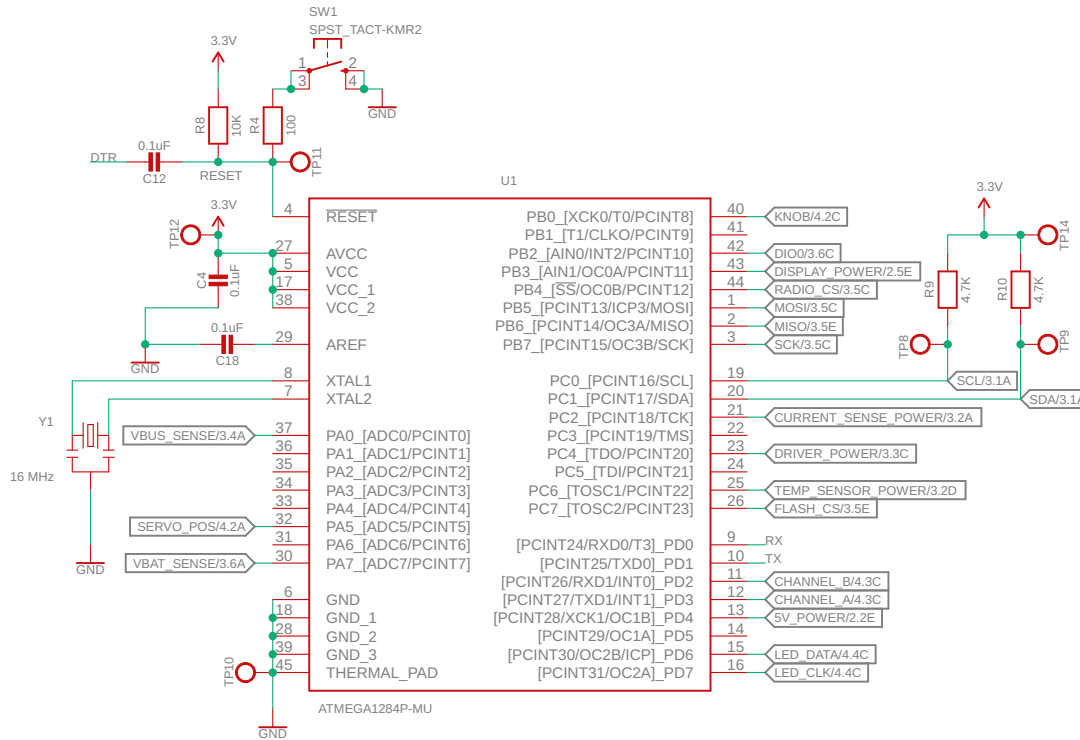 SW1
SPST_TACT-KMR2
3.3V
1
2
3
4
GND
R8
10K
R4
100
0.1uF
DTR
C12
RESET
TP11
U1
3.3V
TP12
C4
0.1uF
0.1uF
C18
GND
4 RESET
27 AVCC
5 VCC
17 VCC_1
38 VCC_2
29 AREF
8 XTAL1
7 XTAL2
Y1
16 MHz
GND
VBUS_SENSE/3.4A
37 PA0_[ADC0/PCINT0]
36 PA1_[ADC1/PCINT1]
35 PA2_[ADC2/PCINT2]
34 PA3_[ADC3/PCINT3]
33 PA4_[ADC4/PCINT4]
SERVO_POS/4.2A
32 PA5_[ADC5/PCINT5]
31 PA6_[ADC6/PCINT6]
VBAT_SENSE/3.6A
30 PA7_[ADC7/PCINT7]
6 GND
18 GND_1
28 GND_2
39 GND_3
45 THERMAL_PAD
TP10
GND
ATMEGA1284P-MU
PB0_[XCK0/T0/PCINT8] 40 KNOB/4.2C
PB1_[T1/CLKO/PCINT9] 41
PB2_[AIN0/INT2/PCINT10] 42 DIO0/3.6C
PB3_[AIN1/OC0A/PCINT11] 43 DISPLAY_POWER/2.5E
PB4_[SS/OC0B/PCINT12] 44 RADIO_CS/3.5C
PB5_[PCINT13/ICP3/MOSI] 1 MOSI/3.5C
PB6_[PCINT14/OC3A/MISO] 2 MISO/3.5E
PB7_[PCINT15/OC3B/SCK] 3 SCK/3.5C
PC0_[PCINT16/SCL] 19 SCL/3.1A
PC1_[PCINT17/SDA] 20 SDA/3.1A
PC2_[PCINT18/TCK] 21 CURRENT_SENSE_POWER/3.2A
PC3_[PCINT19/TMS] 22
PC4_[TDO/PCINT20] 23 DRIVER_POWER/3.3C
PC5_[TDI/PCINT21] 24
PC6_[TOSC1/PCINT22] 25 TEMP_SENSOR_POWER/3.2D
PC7_[TOSC2/PCINT23] 26 FLASH_CS/3.5E
[PCINT24/RXD0/T3]_PD0 9 RX
[PCINT25/TXD0]_PD1 10 TX
[PCINT26/RXD1/INT0]_PD2 11 CHANNEL_B/4.3C
[PCINT27/TXD1/INT1]_PD3 12 CHANNEL_A/4.3C
[PCINT28/XCK1/OC1B]_PD4 13 5V_POWER/2.2E
[PCINT29/OC1A]_PD5 14
[PCINT30/OC2B/ICP]_PD6 15 LED_DATA/4.4C
[PCINT31/OC2A]_PD7 16 LED_CLK/4.4C
3.3V
TP14
R9
4.7K
R10
4.7K
TP8
TP9